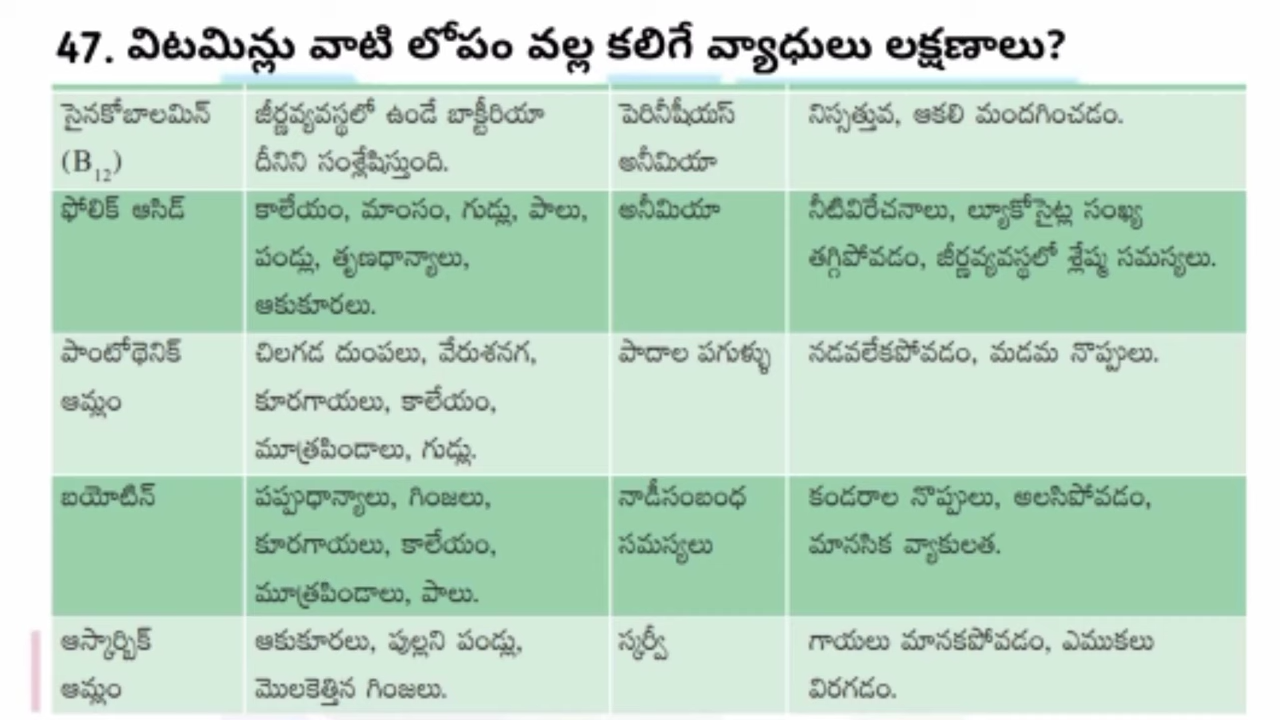 47. విటమిన్లు వాటి లోపం వల్ల కలిగే వ్యాధులు లక్షణాలు?
సైనకోబాలమిన్ (B12)
జీర్ణవ్యవస్థలో ఉండే బాక్టీరియా
దీనిని సంశ్లేషిస్తుంది.
పెరినీషియస్
అనీమియా
నిస్సత్తువ, ఆకలి మందగించడం.
ఫోలిక్ ఆసిడ్
కాలేయం, మాంసం, గుడ్లు, పాలు,
పండ్లు, తృణధాన్యాలు,
ఆకుకూరలు.
అనీమియా
నీటివిరేచనాలు, ల్యూకోసైట్ల సంఖ్య
తగ్గిపోవడం, జీర్ణవ్యవస్థలో శ్లేష్మ సమస్యలు.
పాంటోథెనిక్
ఆమ్లం
చిలగడ దుంపలు, వేరుశనగ,
కూరగాయలు, కాలేయం,
మూత్రపిండాలు, గుడ్లు.
పాదాల పగుళ్ళు
నడవలేకపోవడం, మడమ నొప్పులు.
బయోటిన్
పప్పుధాన్యాలు, గింజలు,
కూరగాయలు, కాలేయం,
మూత్రపిండాలు, పాలు.
నాడీసంబంధ
సమస్యలు
కండరాల నొప్పులు, అలసిపోవడం,
మానసిక వ్యాకులత.
ఆస్కార్బిక్
ఆమ్లం
ఆకుకూరలు, పుల్లని పండ్లు,
మొలకెత్తిన గింజలు.
స్కర్వీ
గాయలు మానకపోవడం, ఎముకలు
విరగడం.